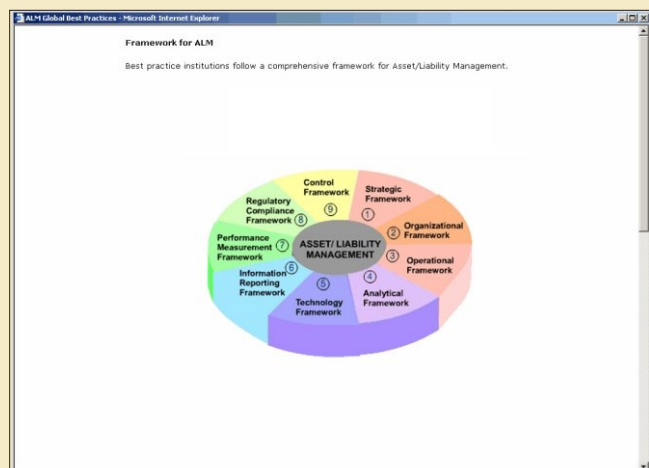 ALM Global Best Practices - Microsoft Internet Explorer
Framework for ALM
Best practice institutions follow a comprehensive framework for Asset/Liability Management.
Control
Framework
9
Strategic
Framework
1
Organizational
Framework
2
Operational
Framework
3
Analytical
Framework
4
Technology
Framework
5
Information
Reporting
Framework
6
Performance
Measurement
Framework
7
Regulatory
Compliance
Framework
8
ASSET/ LIABILITY
MANAGEMENT